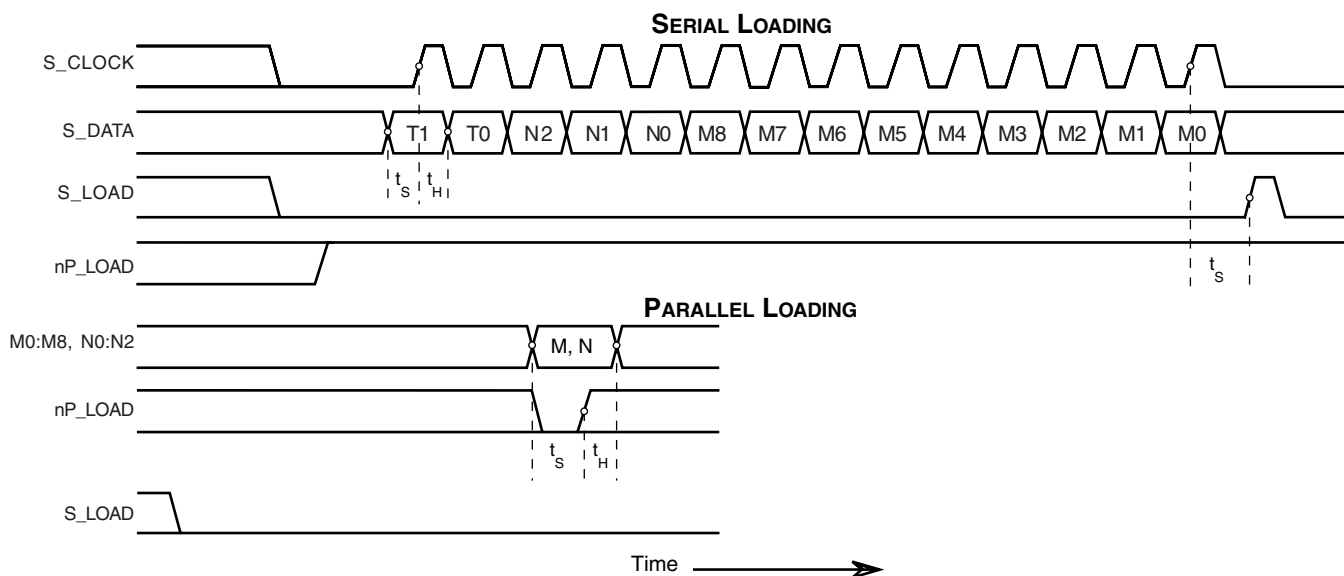 SERIAL LOADING
S_CLOCK
S_DATA T1 T0 N2 N1 N0 M8 M7 M6 M5 M4 M3 M2 M1 M0
tS tH
S_LOAD
nP_LOAD
tS
PARALLEL LOADING
M0:M8, N0:N2 M, N
nP_LOAD
tS tH
S_LOAD
Time